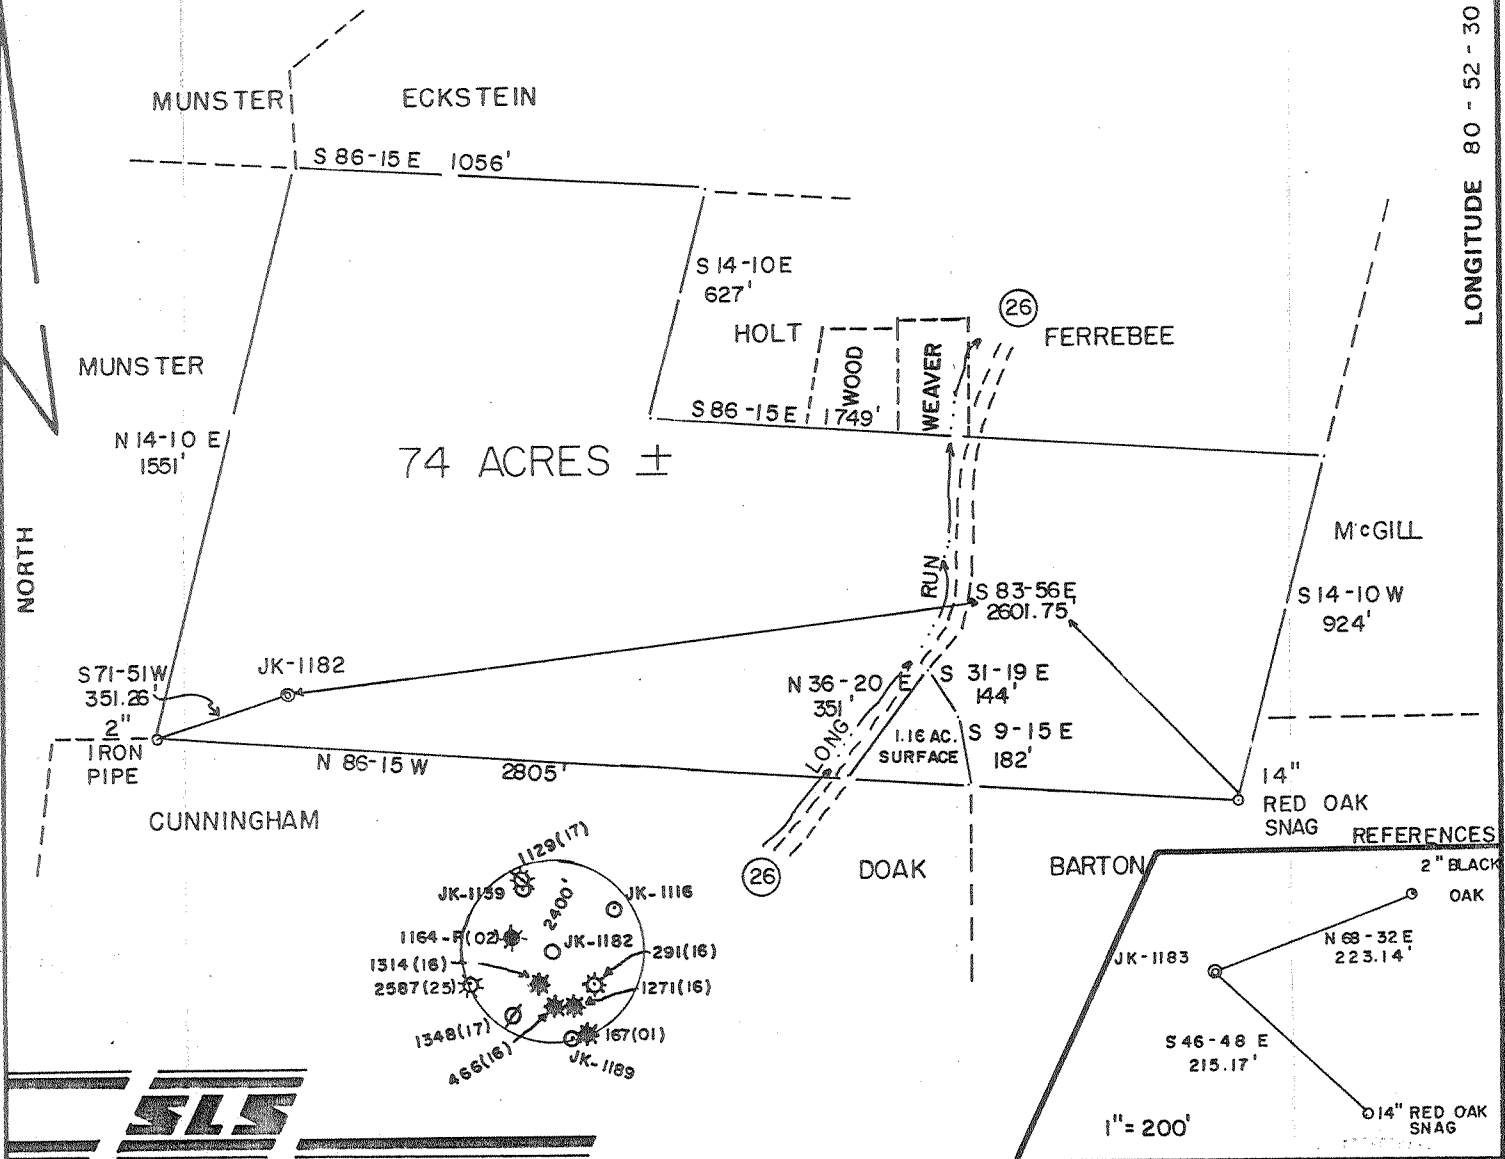 LONGITUDE 80 - 52 - 30
MUNSTER
ECKSTEIN
S 86-15 E 1056'
S 14-10 E
627'
HOLT
WOOD
WEAVER
26
FERREBEE
MUNSTER
S 86-15 E 1749'
N 14-10 E
1551'
74 ACRES ±
NORTH
McGILL
RUN
S 83-56 E
2601.75'
S 14-10 W
924'
S 71-51 W
351.26'
JK-1182
N 36-20 E
351'
S 31-19 E
144'
2"
IRON
PIPE
LONG
1.16 AC.
SURFACE
S 9-15 E
182'
N 86-15 W 2805'
14"
RED OAK
SNAG
CUNNINGHAM
REFERENCES
26
DOAK
BARTON
2" BLACK
OAK
1129(17)
JK-1159
2400'
JK-1116
1164-P(02)
JK-1182
1314(16)
291(16)
2587(25)
1271(16)
1348(17)
167(01)
466(16)
JK-1189
N 68-32 E
223.14'
JK-1183
S 46-48 E
215.17'
1"= 200'
14" RED OAK
SNAG
SLS